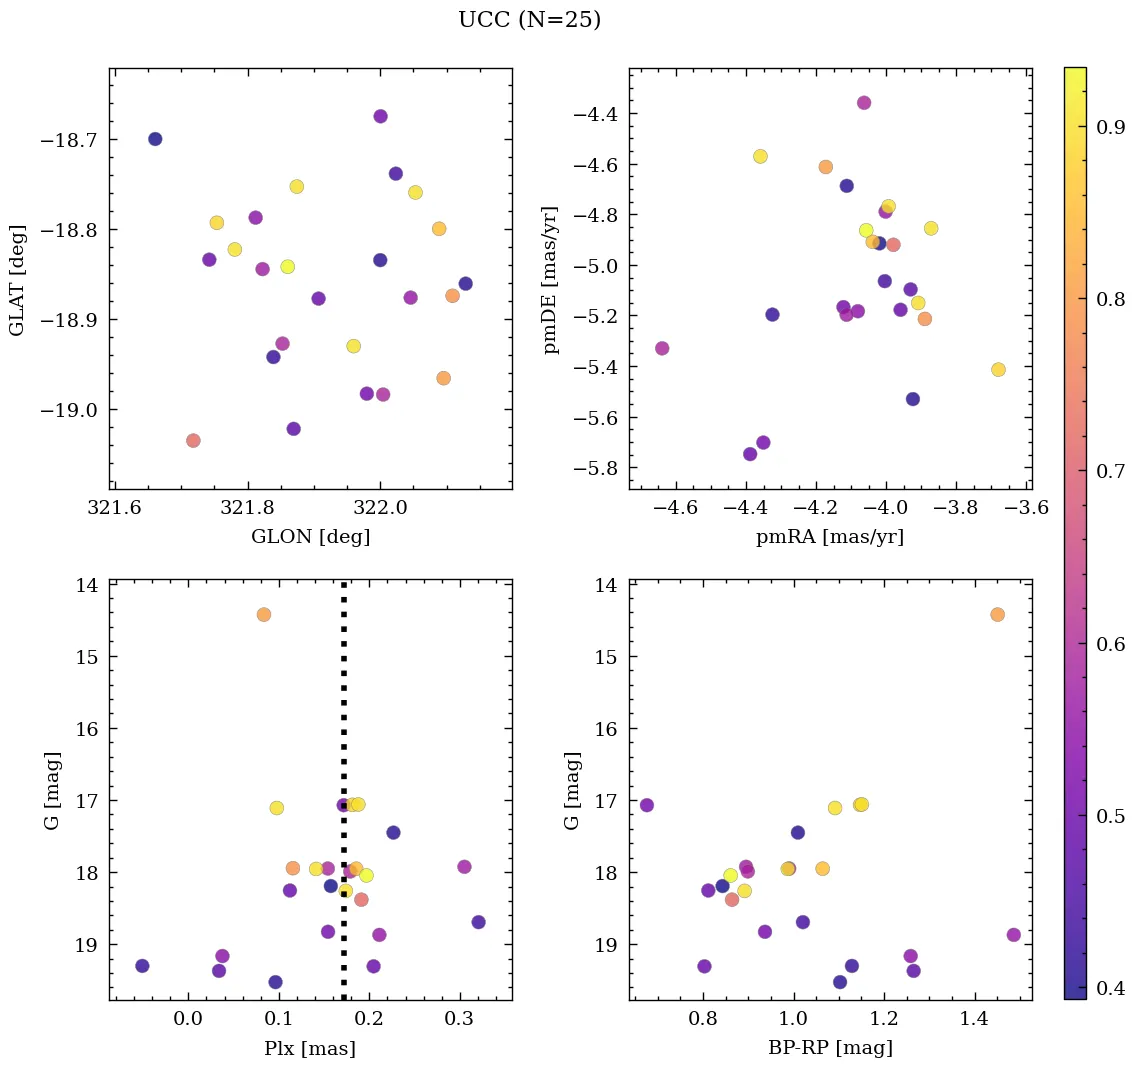 UCC (N=25)
−18.7
−18.8
−18.9
−19.0
GLAT [deg]
321.6 321.8 322.0
GLON [deg]
−4.4
−4.6
−4.8
−5.0
−5.2
−5.4
−5.6
−5.8
pmDE [mas/yr]
−4.6 −4.4 −4.2 −4.0 −3.8 −3.6
pmRA [mas/yr]
14
15
16
17
18
19
G [mag]
0.0 0.1 0.2 0.3
Plx [mas]
14
15
16
17
18
19
G [mag]
0.8 1.0 1.2 1.4
BP-RP [mag]
0.9
0.8
0.7
0.6
0.5
0.4